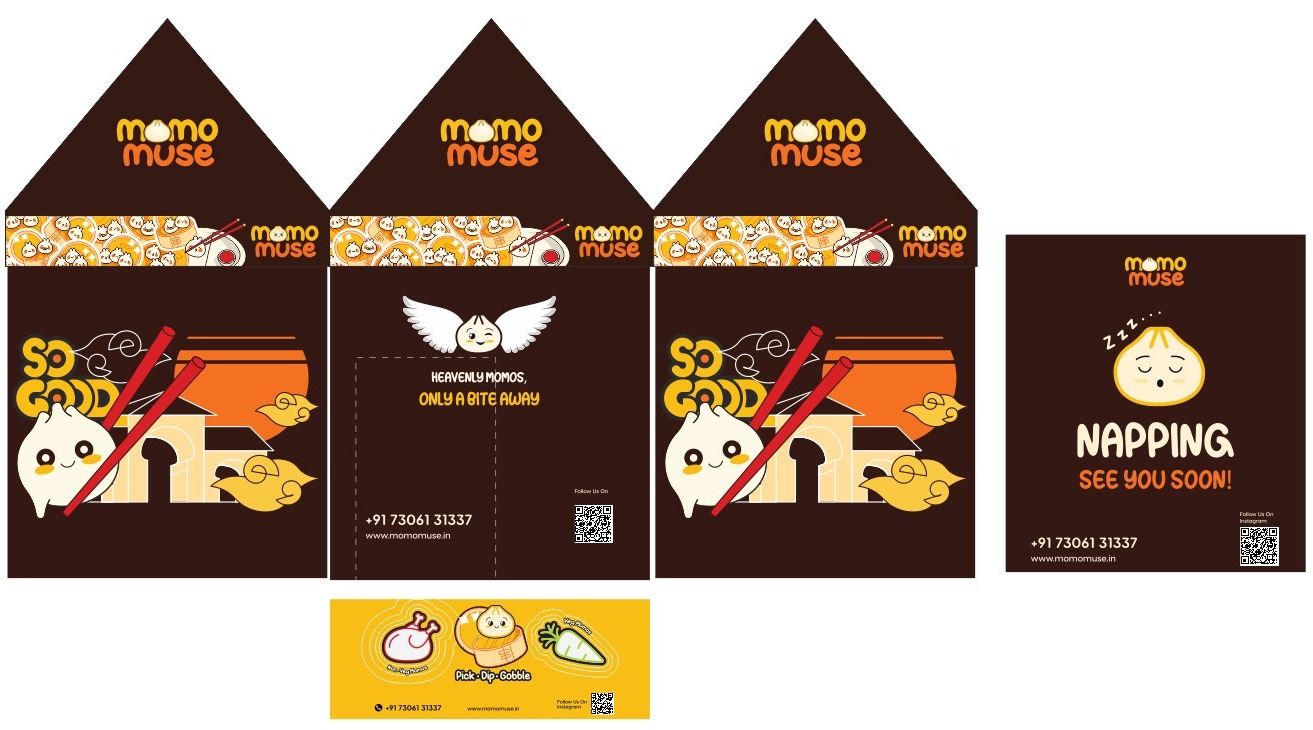 momo
muse
momo
muse
momo
muse
momo
muse
momo
muse
momo
muse
SO
GOOD
HEAVENLY MOMOS,
ONLY A BITE AWAY
Follow Us On
+91 73061 31337
www.momomuse.in
SO
GOOD
momo
muse
Zzz...
NAPPING
SEE YOU SOON!
Follow Us On
Instagram
+91 73061 31337
www.momomuse.in
Non-Veg Momos
Veg Momos
Pick - Dip - Gobble
+91 73061 31337
www.momomuse.in
Follow Us On
Instagram